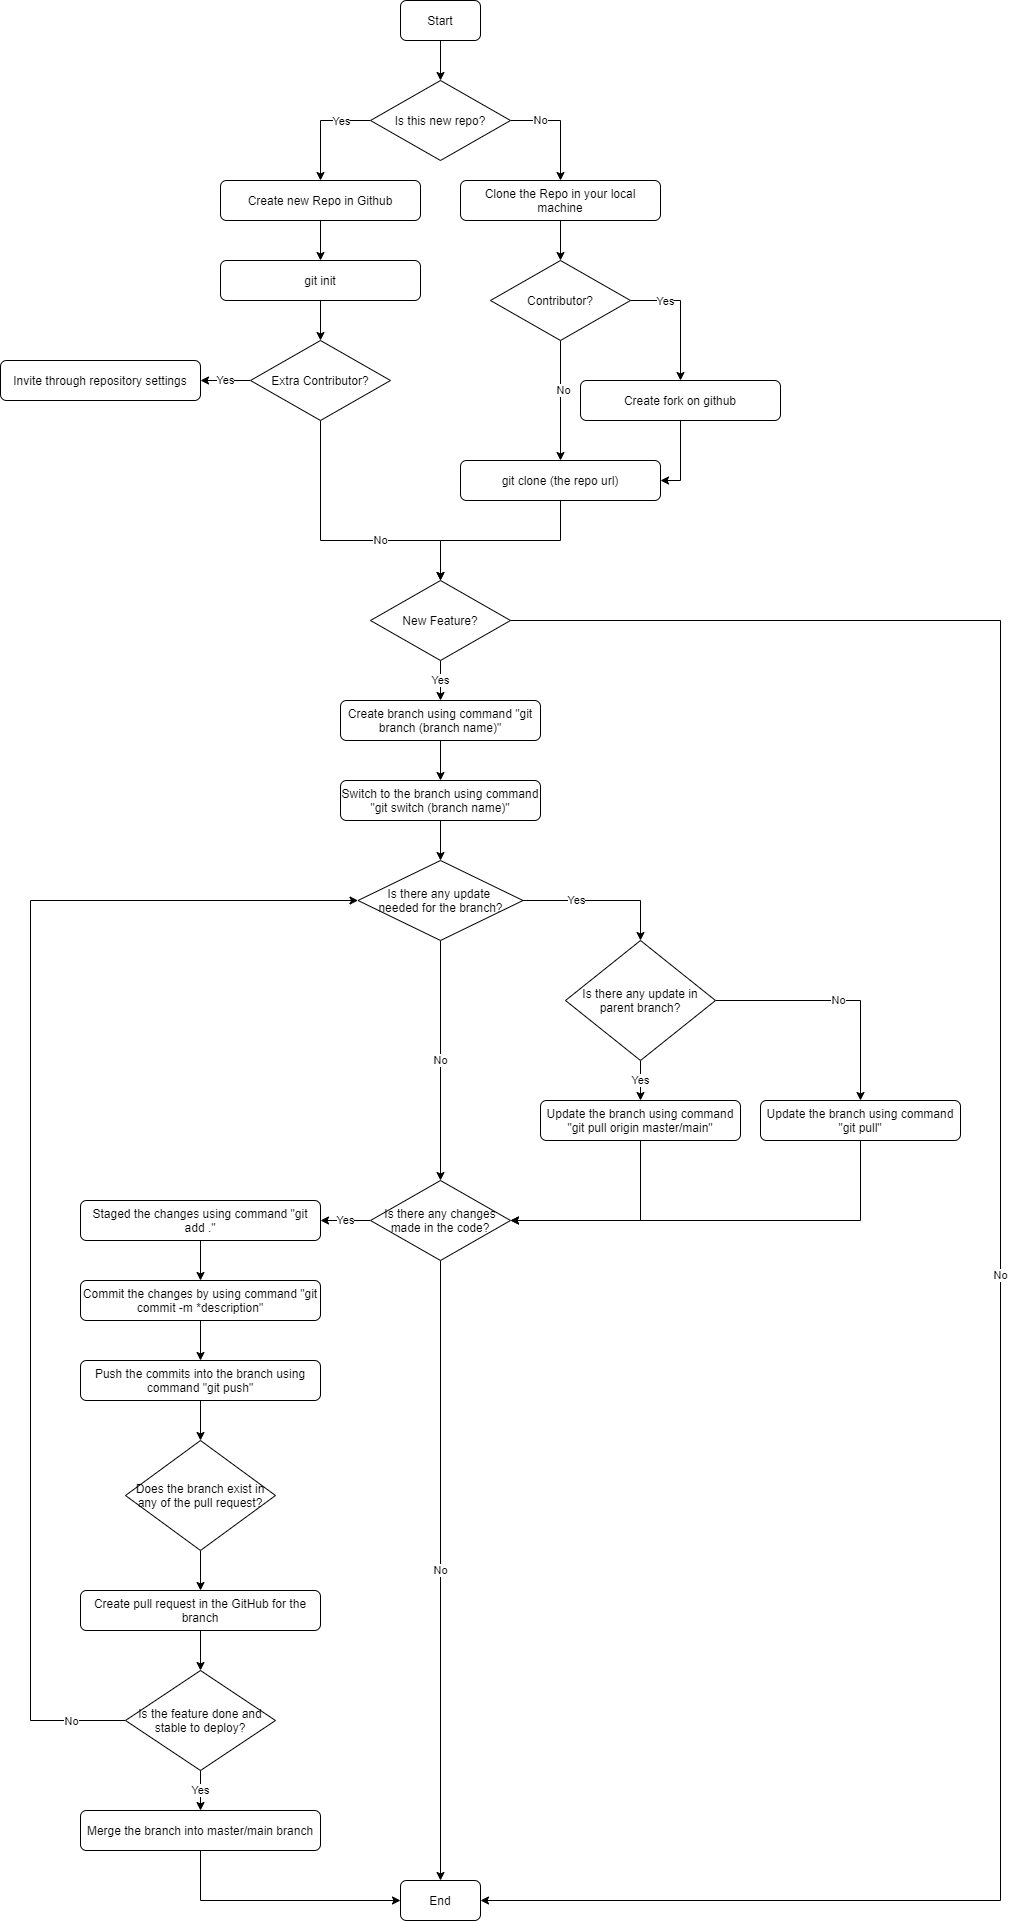 Start
Is this new repo?
Yes
No
Create new Repo in Github
Clone the Repo in your local
machine
git init
Contributor?
Yes
Extra Contributor?
Yes
Invite through repository settings
No
Create fork on github
git clone (the repo url)
No
New Feature?
Yes
Create branch using command "git
branch (branch name)"
Switch to the branch using command
"git switch (branch name)"
Is there any update
needed for the branch?
Yes
Is there any update in
parent branch?
No
No
Yes
Update the branch using command
"git pull origin master/main"
Update the branch using command
"git pull"
Is there any changes
made in the code?
Yes
Staged the changes using command "git
add ."
No
Commit the changes by using command "git
commit -m *description"
Push the commits into the branch using
command "git push"
Does the branch exist in
any of the pull request?
No
Create pull request in the GitHub for the
branch
Is the feature done and
stable to deploy?
No
Yes
Merge the branch into master/main branch
End